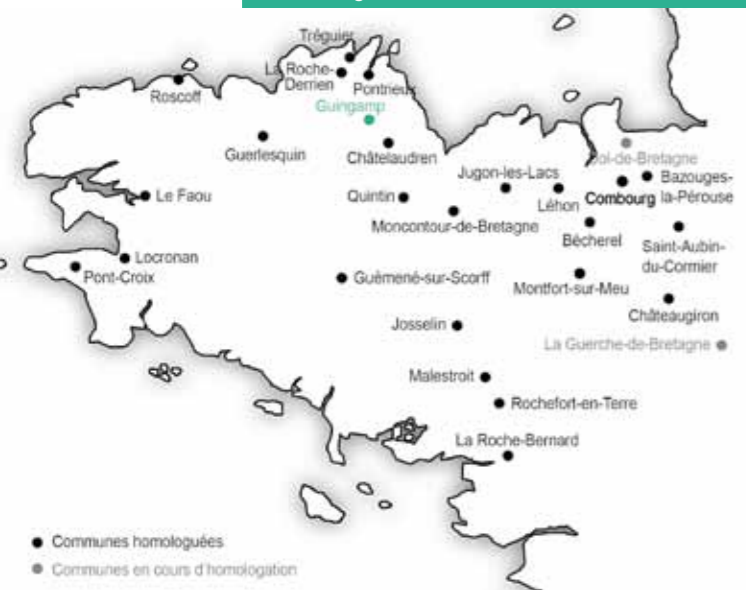 Tréguier
La Roche-
Derrien
Pontrieux
Roscoff
Guingamp
Guerlesquin
Châtelaudren
Jugon-les-Lacs
Sol-de-Bretagne
Bazouges-
la-Pérouse
Le Faou
Quintin
Léhon
Combourg
Moncontour-de-Bretagne
Bécherel
Saint-Aubin-
du-Cormier
Locronan
Pont-Croix
Guémené-sur-Scorff
Montfort-sur-Meu
Châteaugiron
Josselin
La Guerche-de-Bretagne
Malestroit
Rochefort-en-Terre
La Roche-Bernard
Communes homologuées
Communes en cours d'homologation